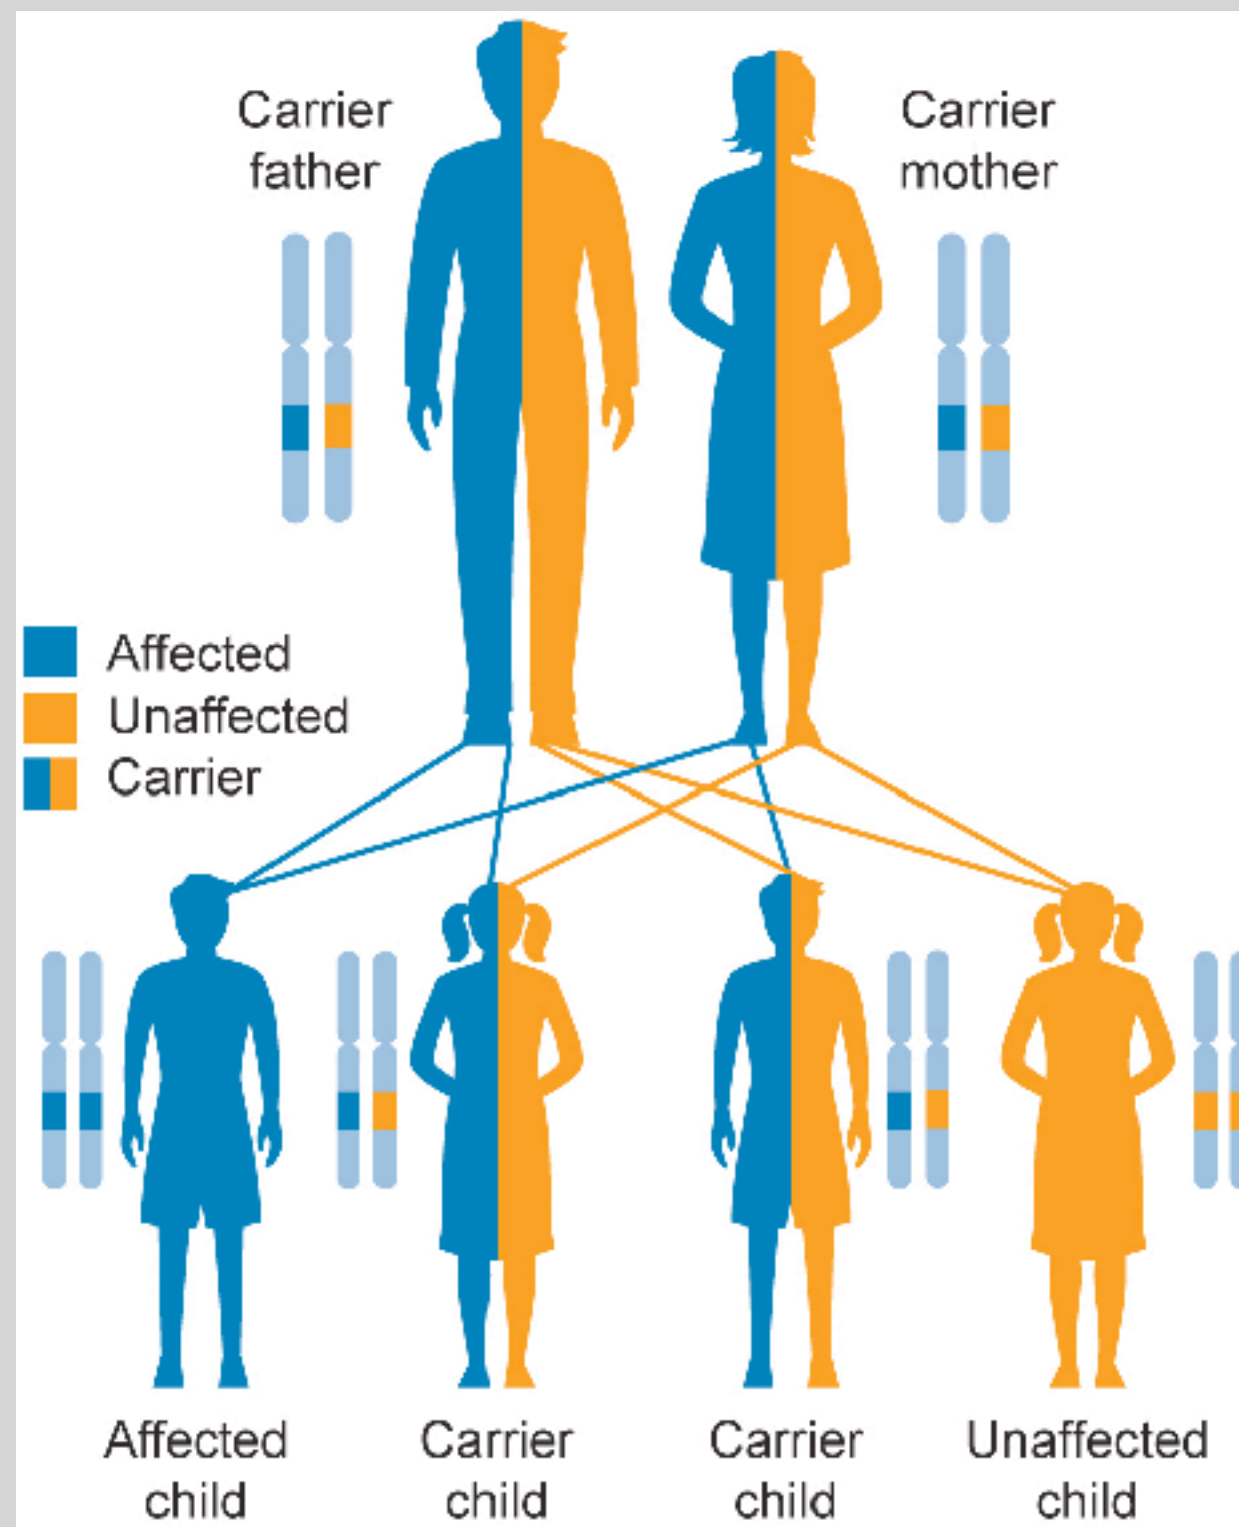 Carrier
father
Carrier
mother
Affected
Unaffected
Carrier
Affected
child
Carrier
child
Carrier
child
Unaffected
child